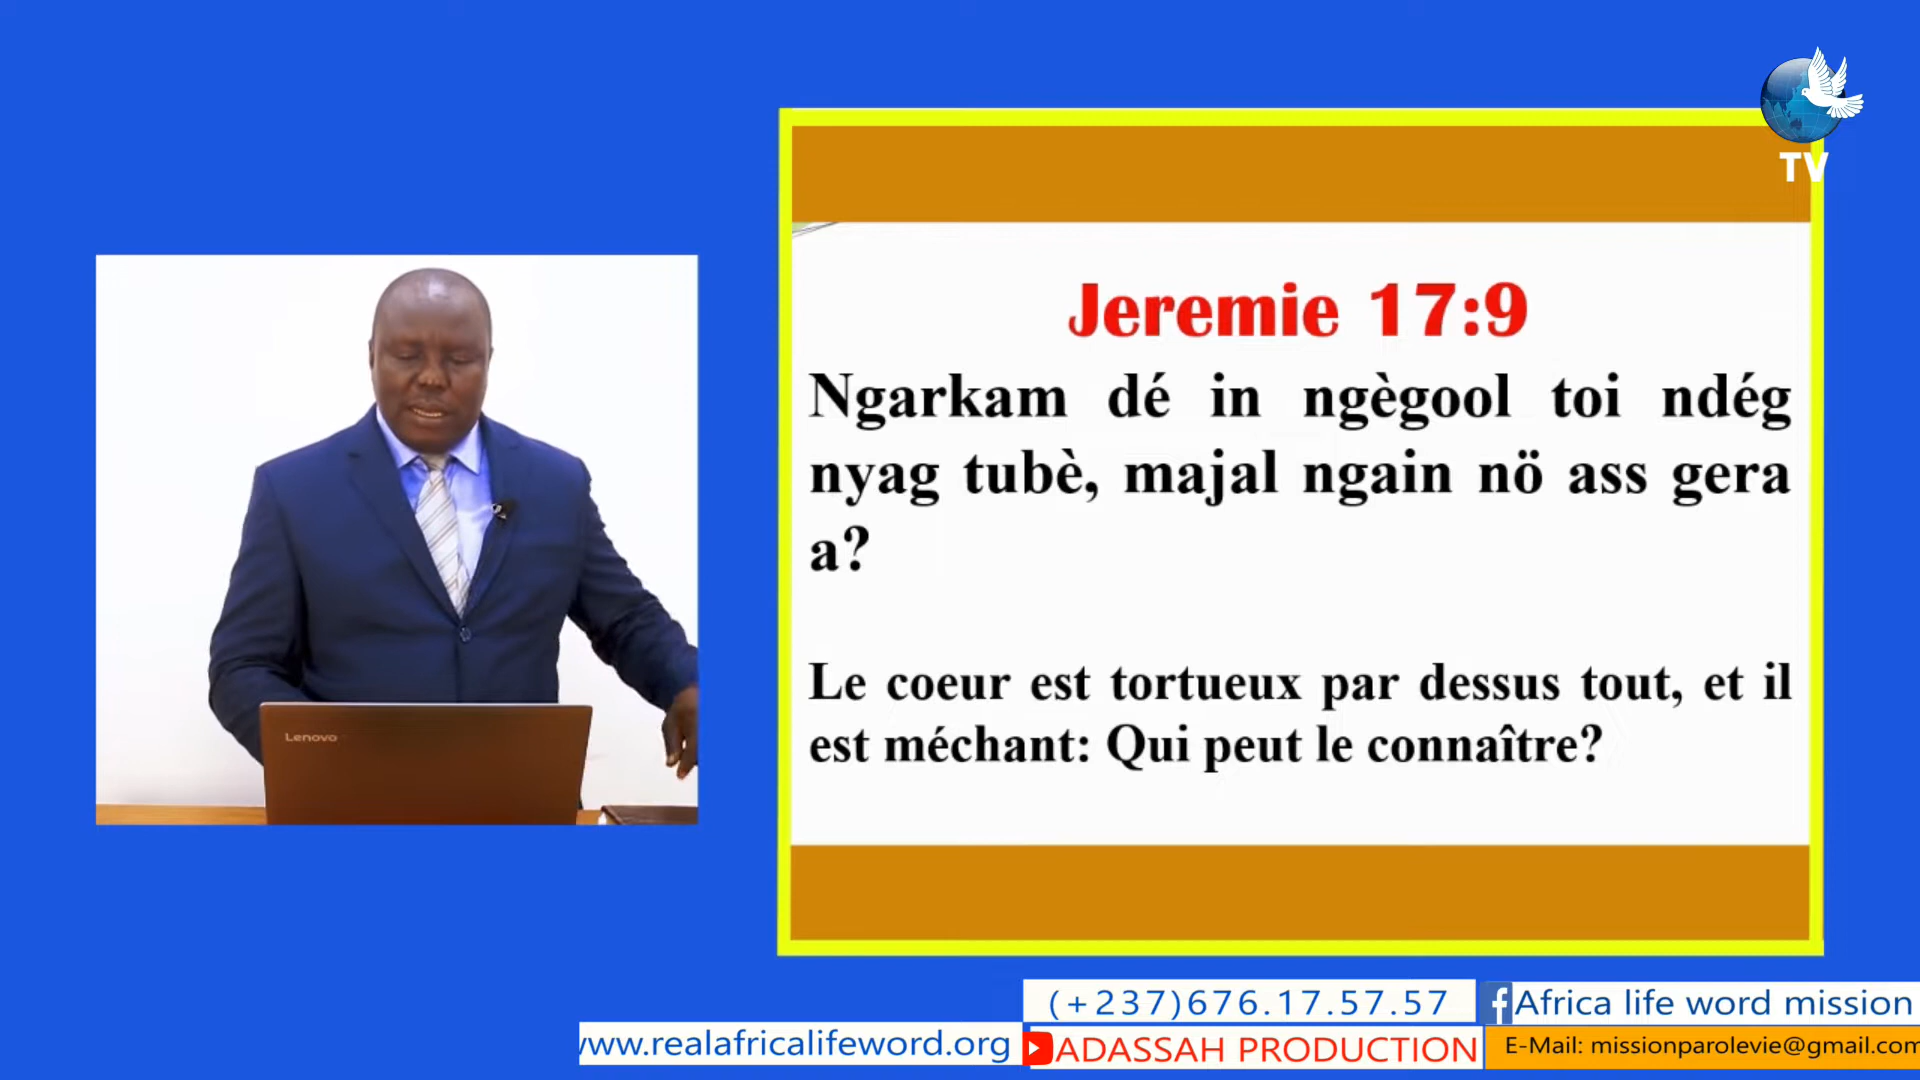 TV
Jeremie 17:9
Ngarkam dé in ngègool toi ndég
nyag tubè, majal ngain nö ass gera
a?
Le coeur est tortueux par dessus tout, et il
est méchant: Qui peut le connaître?
Lenovo
(+237)676.17.57.57
Africa life word mission
www.realafricalifeword.org
ADASSAH PRODUCTION
E-Mail: missionparolevie@gmail.com